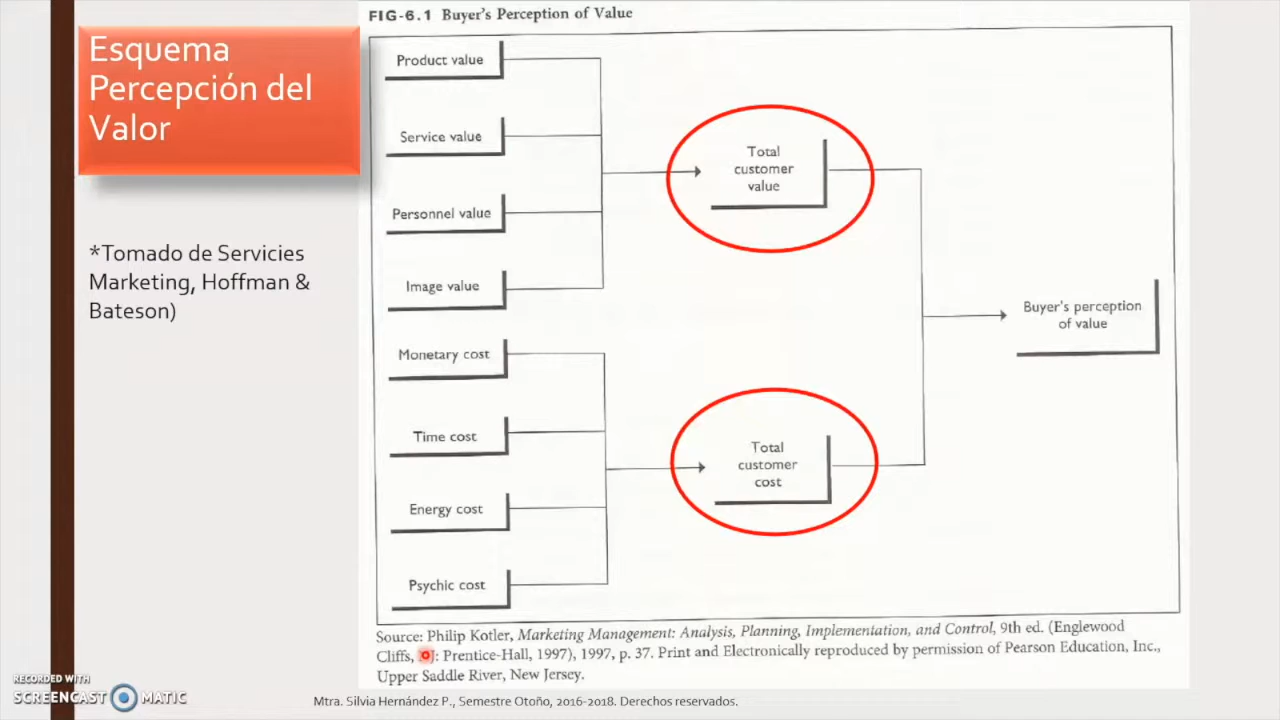 Esquema
Percepción del
Valor
*Tomado de Servicies
Marketing, Hoffman &
Bateson)
FIG-6.1 Buyer's Perception of Value
Product value
Service value
Personnel value
Image value
Monetary cost
Time cost
Energy cost
Psychic cost
Total
customer
value
Total
customer
cost
Buyer's perception
of value
Source: Philip Kotler, Marketing Management: Analysis, Planning, Implementation, and Control, 9th ed. (Englewood
Cliffs, : Prentice-Hall, 1997), 1997, p. 37. Print and Electronically reproduced by permission of Pearson Education, Inc.,
Upper Saddle River, New Jersey.
RECORDED WITH
SCREENCAST MATIC
Mtra. Silvia Hernández P., Semestre Otoño, 2016-2018. Derechos reservados.